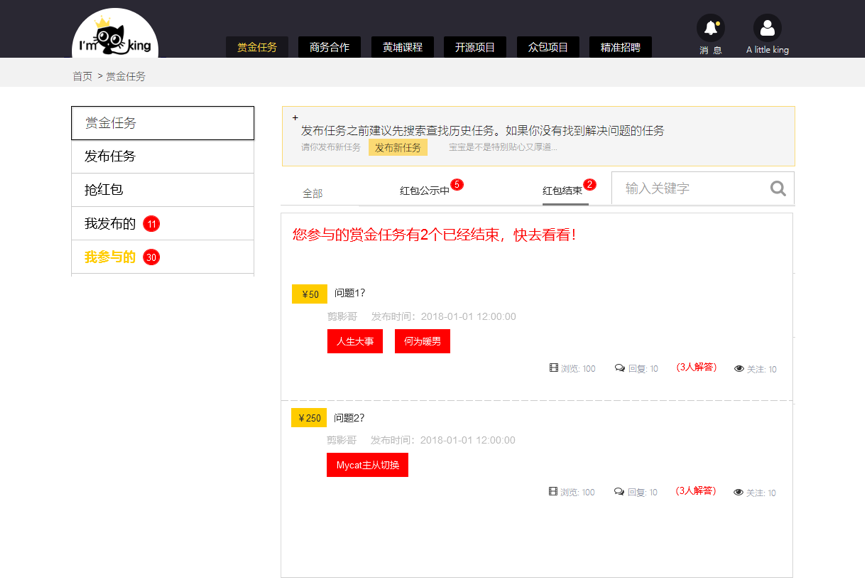 I'm king
赏金任务 商务合作 黄埔课程 开源项目 众包项目 精准招聘
消 息 A little king
首页 > 赏金任务
赏金任务
发布任务
抢红包
我发布的 11
我参与的 30
+
发布任务之前建议先搜索查找历史任务。如果你没有找到解决问题的任务
请你发布新任务 发布新任务 宝宝是不是特别贴心又厚道...
全部 红包公示中 5 红包结束 2 输入关键字
您参与的赏金任务有2个已经结束，快去看看！
￥50 问题1？
剪影哥 发布时间：2018-01-01 12:00:00
人生大事 何为暖男
浏览: 100 回复: 10 (3人解答) 关注: 10
￥250 问题2？
剪影哥 发布时间：2018-01-01 12:00:00
Mycat主从切换
浏览: 100 回复: 10 (3人解答) 关注: 10